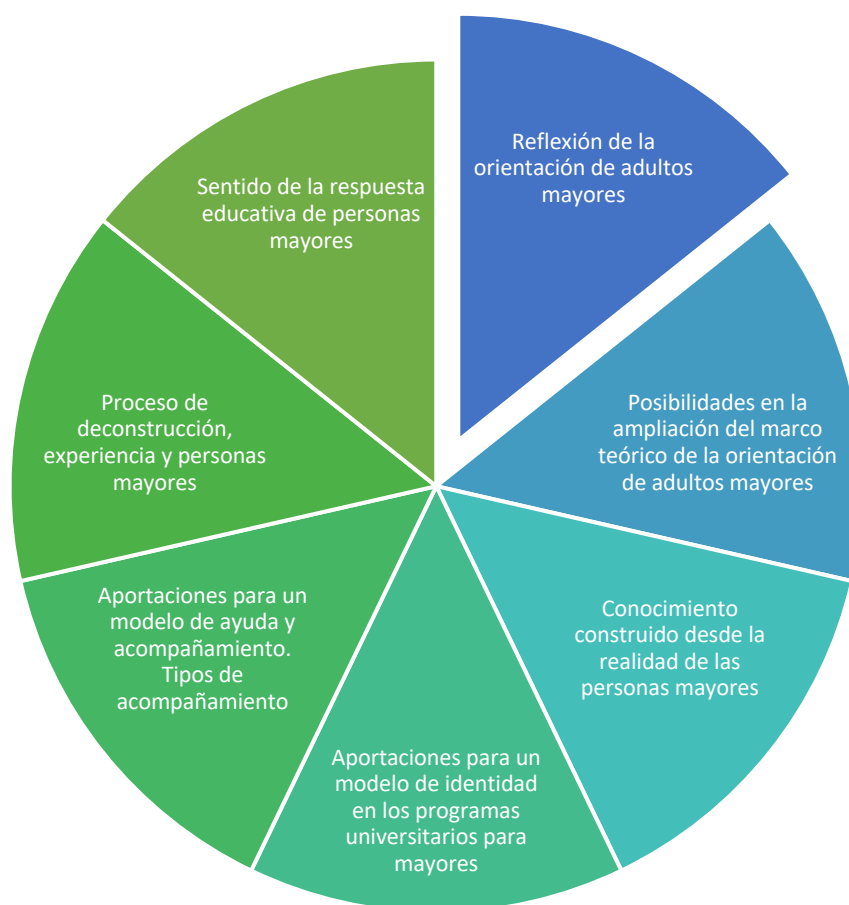 Reflexión de la
orientación de adultos
mayores
Posibilidades en la
ampliación del marco
teórico de la orientación
de adultos mayores
Conocimiento
construido desde la
realidad de las
personas mayores
Aportaciones para un
modelo de identidad
en los programas
universitarios para
mayores
Aportaciones para un
modelo de ayuda y
acompañamiento.
Tipos de
acompañamiento
Proceso de
deconstrucción,
experiencia y personas
mayores
Sentido de la respuesta
educativa de personas
mayores